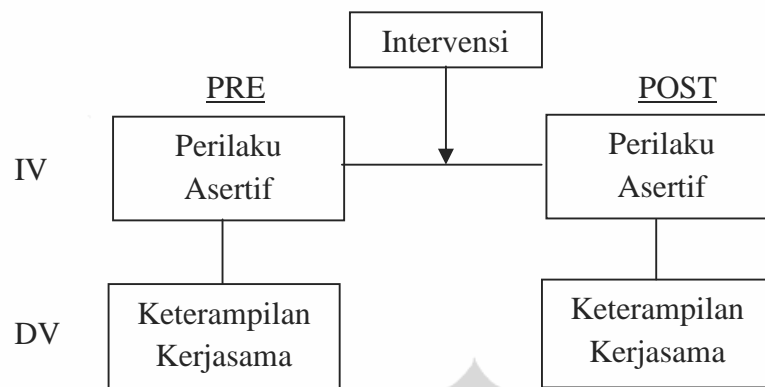 Intervensi
PRE
POST
IV
Perilaku
Asertif
Perilaku
Asertif
DV
Keterampilan
Kerjasama
Keterampilan
Kerjasama